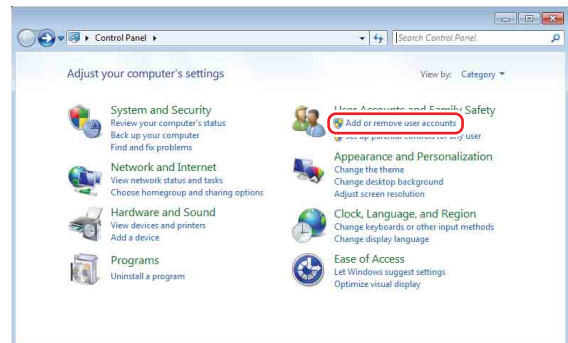 Control Panel
Search Control Panel
Adjust your computer's settings
View by: Category
System and Security
Review your computer's status
Back up your computer
Find and fix problems
Network and Internet
View network status and tasks
Choose homegroup and sharing options
Hardware and Sound
View devices and printers
Add a device
Programs
Uninstall a program
User Accounts and Family Safety
Add or remove user accounts
Set up parental controls for any user
Appearance and Personalization
Change the theme
Change desktop background
Adjust screen resolution
Clock, Language, and Region
Change keyboards or other input methods
Change display language
Ease of Access
Let Windows suggest settings
Optimize visual display